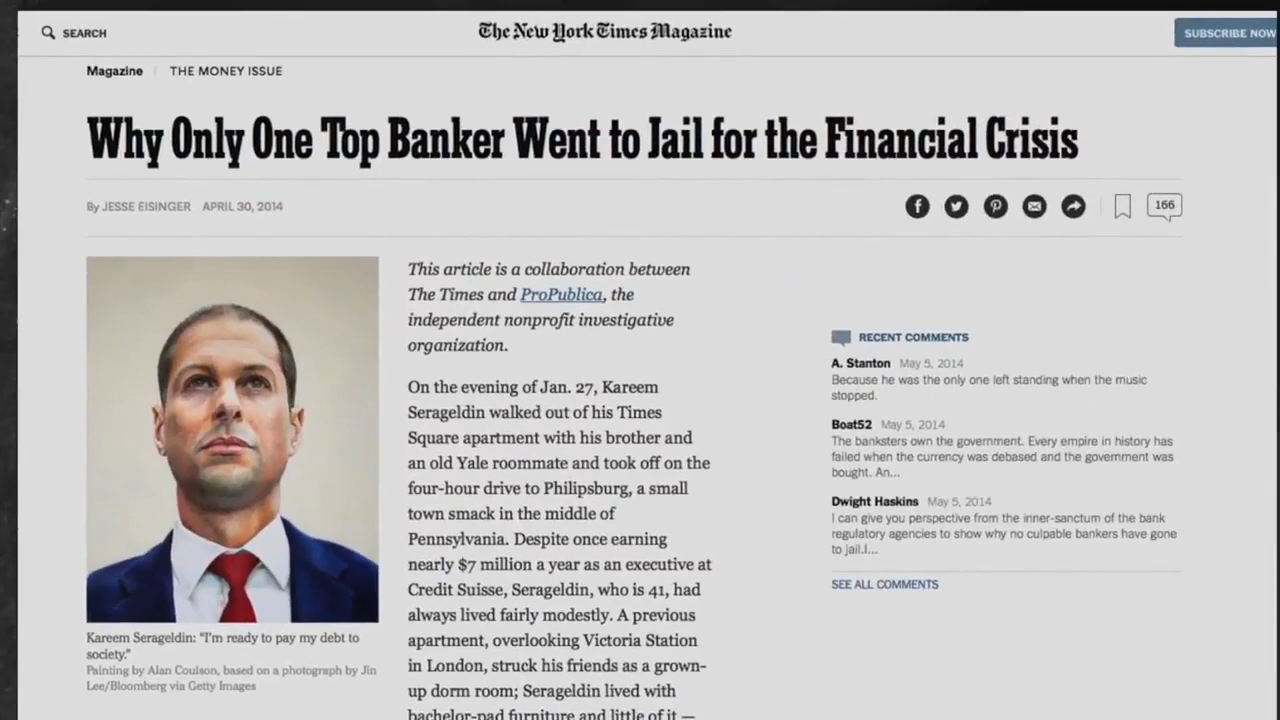 SEARCH
The New York Times Magazine
SUBSCRIBE NOW
Magazine | THE MONEY ISSUE
Why Only One Top Banker Went to Jail for the Financial Crisis
By JESSE EISINGER APRIL 30, 2014
166
This article is a collaboration between
The Times and ProPublica, the
independent nonprofit investigative
organization.
On the evening of Jan. 27, Kareem
Serageldin walked out of his Times
Square apartment with his brother and
an old Yale roommate and took off on the
four-hour drive to Philipsburg, a small
town smack in the middle of
Pennsylvania. Despite once earning
nearly $7 million a year as an executive at
Credit Suisse, Serageldin, who is 41, had
always lived fairly modestly. A previous
apartment, overlooking Victoria Station
in London, struck his friends as a grown-
up dorm room; Serageldin lived with
bachelor-pad furniture and little of it —
Kareem Serageldin: “I’m ready to pay my debt to
society.”
Painting by Alan Coulson, based on a photograph by Jin
Lee/Bloomberg via Getty Images
RECENT COMMENTS
A. Stanton May 5, 2014
Because he was the only one left standing when the music
stopped.
Boat52 May 5, 2014
The banksters own the government. Every empire in history has
failed when the currency was debased and the government was
bought. An...
Dwight Haskins May 5, 2014
I can give you perspective from the inner-sanctum of the bank
regulatory agencies to show why no culpable bankers have gone
to jail.I...
SEE ALL COMMENTS